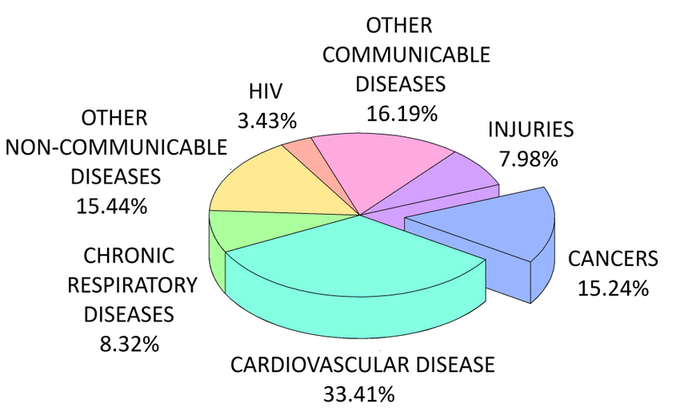 OTHER
COMMUNICABLE
DISEASES
16.19%
HIV
3.43%
INJURIES
7.98%
OTHER
NON-COMMUNICABLE
DISEASES
15.44%
CANCERS
15.24%
CHRONIC
RESPIRATORY
DISEASES
8.32%
CARDIOVASCULAR DISEASE
33.41%